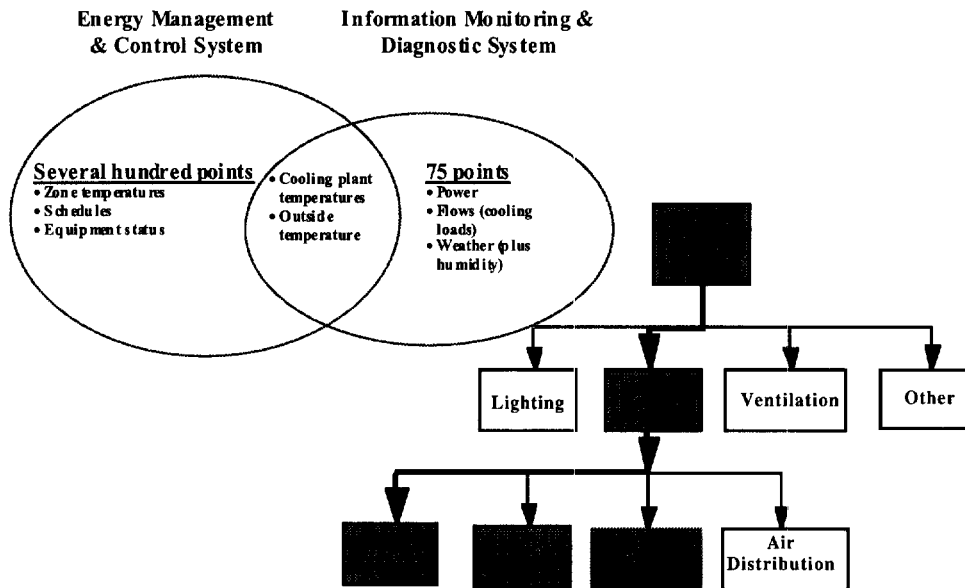 Energy Management
& Control System
Information Monitoring &
Diagnostic System
Several hundred points
• Zone temperatures
• Schedules
• Equipment status
• Cooling plant
temperatures
• Outside
temperature
75 points
• Power
• Flows (cooling
loads)
• Weather (plus
humidity)
Lighting
Ventilation
Other
Air
Distribution